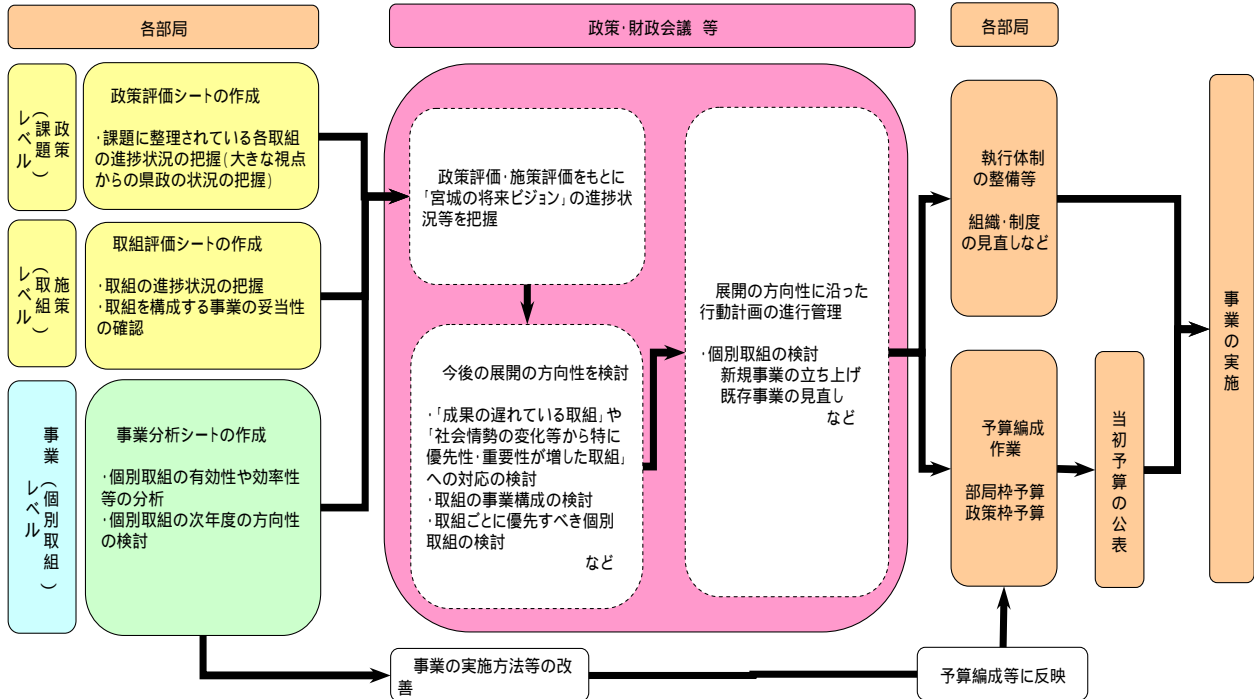 各部局
政策・財政会議 等
各部局
政策
(課題)
レベル
政策評価シートの作成
・課題に整理されている各取組
の進捗状況の把握(大きな視点
からの県政の状況の把握)
施策
(取組)
レベル
取組評価シートの作成
・取組の進捗状況の把握
・取組を構成する事業の妥当性
の確認
事業
(個別取組)
レベル
事業分析シートの作成
・個別取組の有効性や効率性
等の分析
・個別取組の次年度の方向性
の検討
政策評価・施策評価をもとに
「宮城の将来ビジョン」の進捗状
況等を把握
今後の展開の方向性を検討
・「成果の遅れている取組」や
「社会情勢の変化等から特に
優先性・重要性が増した取組」
への対応の検討
・取組の事業構成の検討
・取組ごとに優先すべき個別
取組の検討
など
展開の方向性に沿った
行動計画の進行管理
・個別取組の検討
新規事業の立ち上げ
既存事業の見直し
など
執行体制
の整備等
組織・制度
の見直しなど
予算編成
作業
部局枠予算
政策枠予算
当初予算の公表
事業の実施
事業の実施方法等の改
善
予算編成等に反映